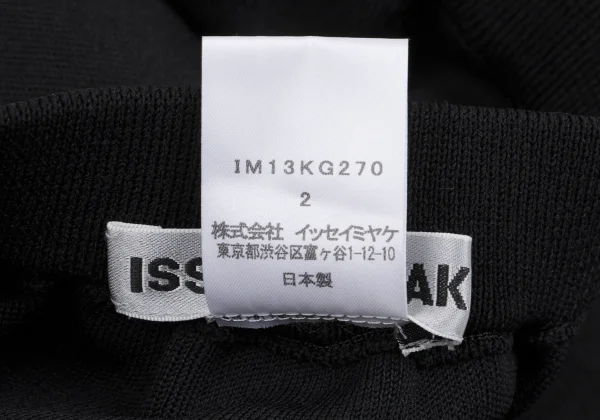 IM13KG270
2
株式会社 イッセイミヤケ
東京都渋谷区富ヶ谷1-12-10
日本製
ISS AK